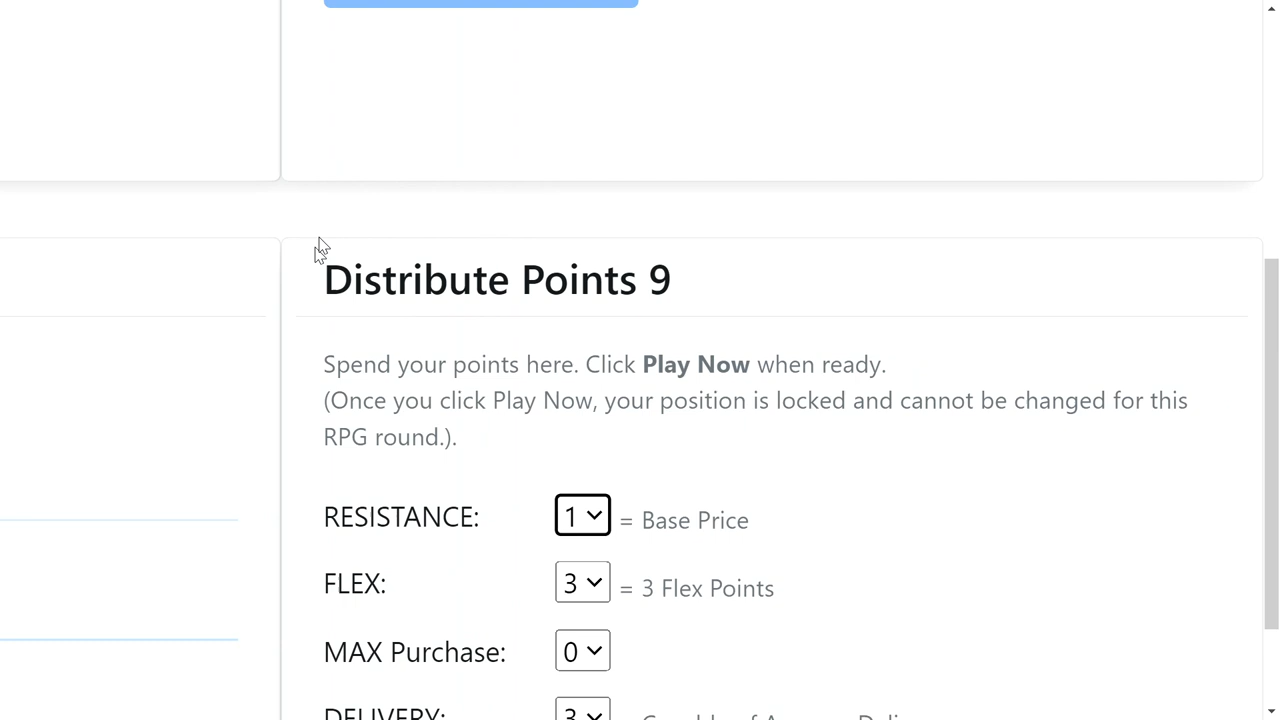 Distribute Points 9
Spend your points here. Click Play Now when ready.
(Once you click Play Now, your position is locked and cannot be changed for this
RPG round.).
RESISTANCE: 1 = Base Price
FLEX: 3 = 3 Flex Points
MAX Purchase: 0
DELIVERY: 3